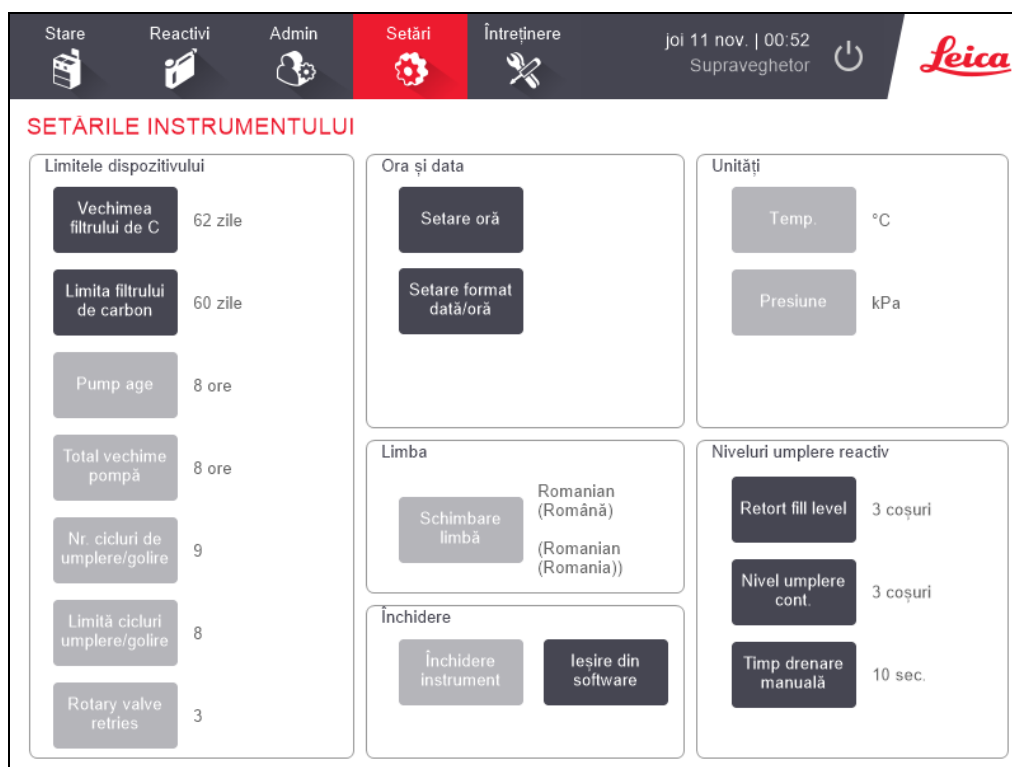 Stare
Reactivi
Admin
Setări
Întreținere
joi 11 nov. | 00:52
Supraveghetor
Leica
SETĂRILE INSTRUMENTULUI
Limitele dispozitivului
Vechimea
filtrului de C
62 zile
Limita filtrului
de carbon
60 zile
Pump age
8 ore
Total vechime
pompă
8 ore
Nr. cicluri de
umplere/golire
9
Limită cicluri
umplere/golire
8
Rotary valve
retries
3
Ora și data
Setare oră
Setare format
dată/oră
Limba
Schimbare
limbă
Romanian
(Română)
(Romanian
(Romania))
Închidere
Închidere
instrument
Ieșire din
software
Unități
Temp.
°C
Presiune
kPa
Niveluri umplere reactiv
Retort fill level
3 coșuri
Nivel umplere
cont.
3 coșuri
Timp drenare
manuală
10 sec.